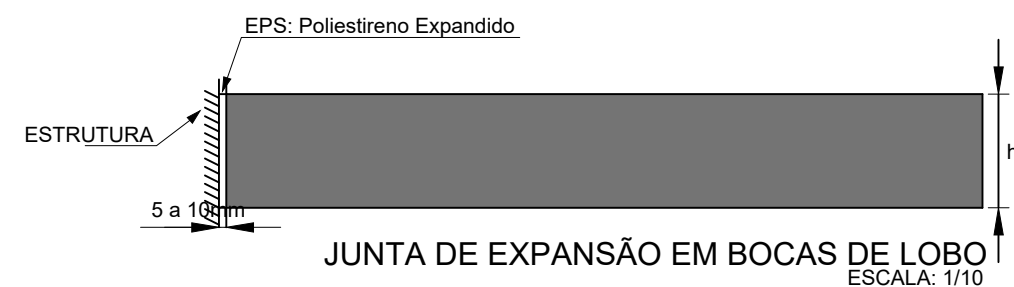 EPS: Poliestireno Expandido
ESTRUTURA
h
5 a 10mm
JUNTA DE EXPANSÃO EM BOCAS DE LOBO
ESCALA: 1/10